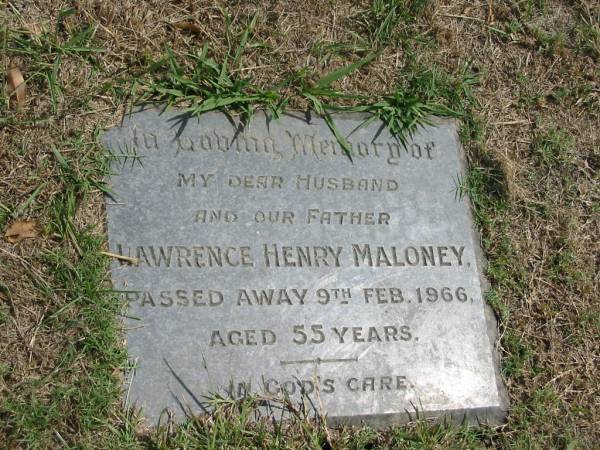 In Loving Memory of
MY DEAR HUSBAND
AND OUR FATHER
LAWRENCE HENRY MALONEY,
PASSED AWAY 9TH FEB. 1966,
AGED 55 YEARS.
IN GOD'S CARE.